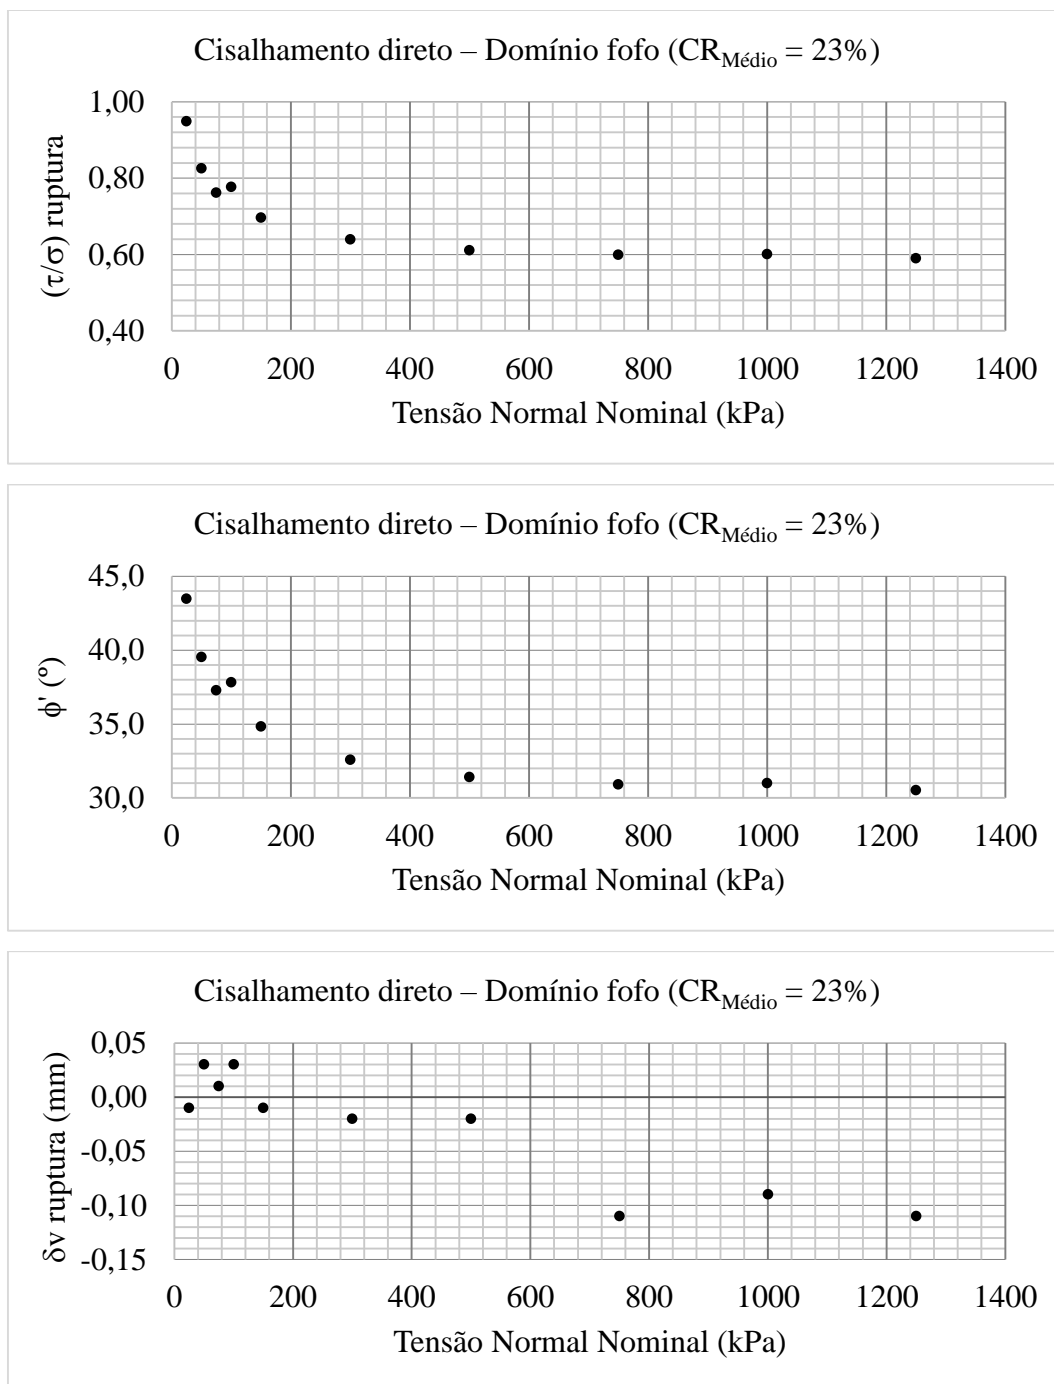 Cisalhamento direto – Domínio fofo (CRMédio = 23%)
(τ/σ) ruptura
1,00
0,80
0,60
0,40
0 200 400 600 800 1000 1200 1400
Tensão Normal Nominal (kPa)
Cisalhamento direto – Domínio fofo (CRMédio = 23%)
ϕ' (º)
45,0
40,0
35,0
30,0
0 200 400 600 800 1000 1200 1400
Tensão Normal Nominal (kPa)
Cisalhamento direto – Domínio fofo (CRMédio = 23%)
δv ruptura (mm)
0,05
0,00
-0,05
-0,10
-0,15
0 200 400 600 800 1000 1200 1400
Tensão Normal Nominal (kPa)